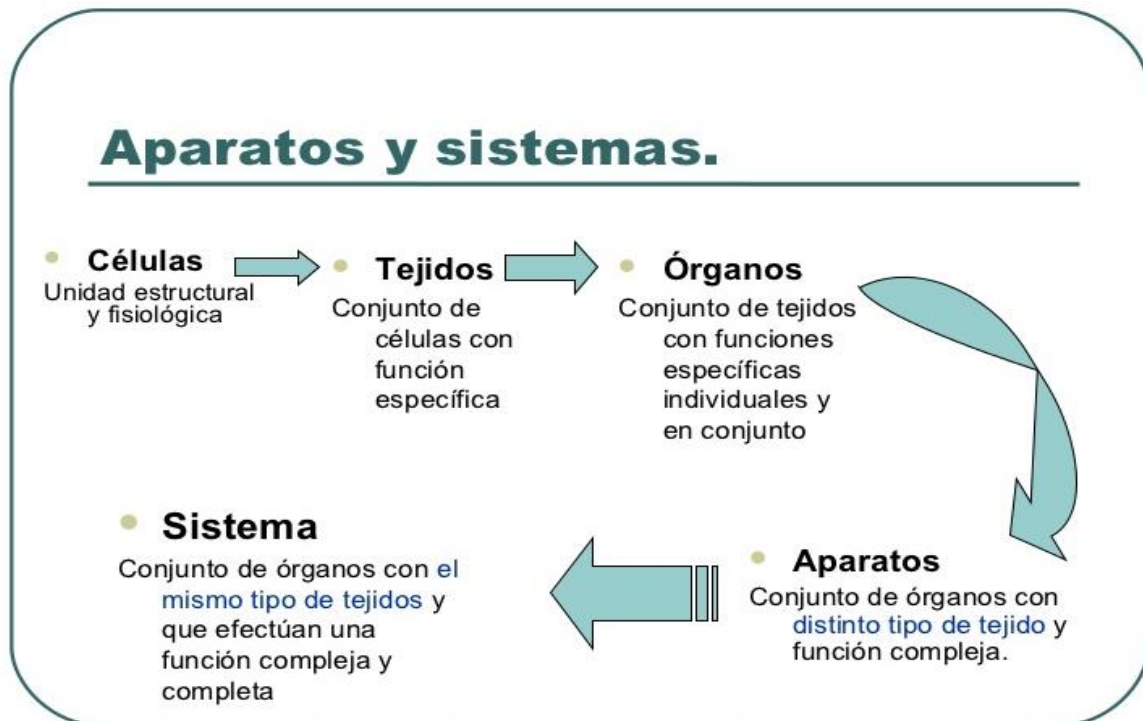 Aparatos y sistemas.
Células
Unidad estructural
y fisiológica
Tejidos
Conjunto de
células con
función
específica
Órganos
Conjunto de tejidos
con funciones
específicas
individuales y
en conjunto
Aparatos
Conjunto de órganos con
distinto tipo de tejido y
función compleja.
Sistema
Conjunto de órganos con el
mismo tipo de tejidos y
que efectúan una
función compleja y
completa